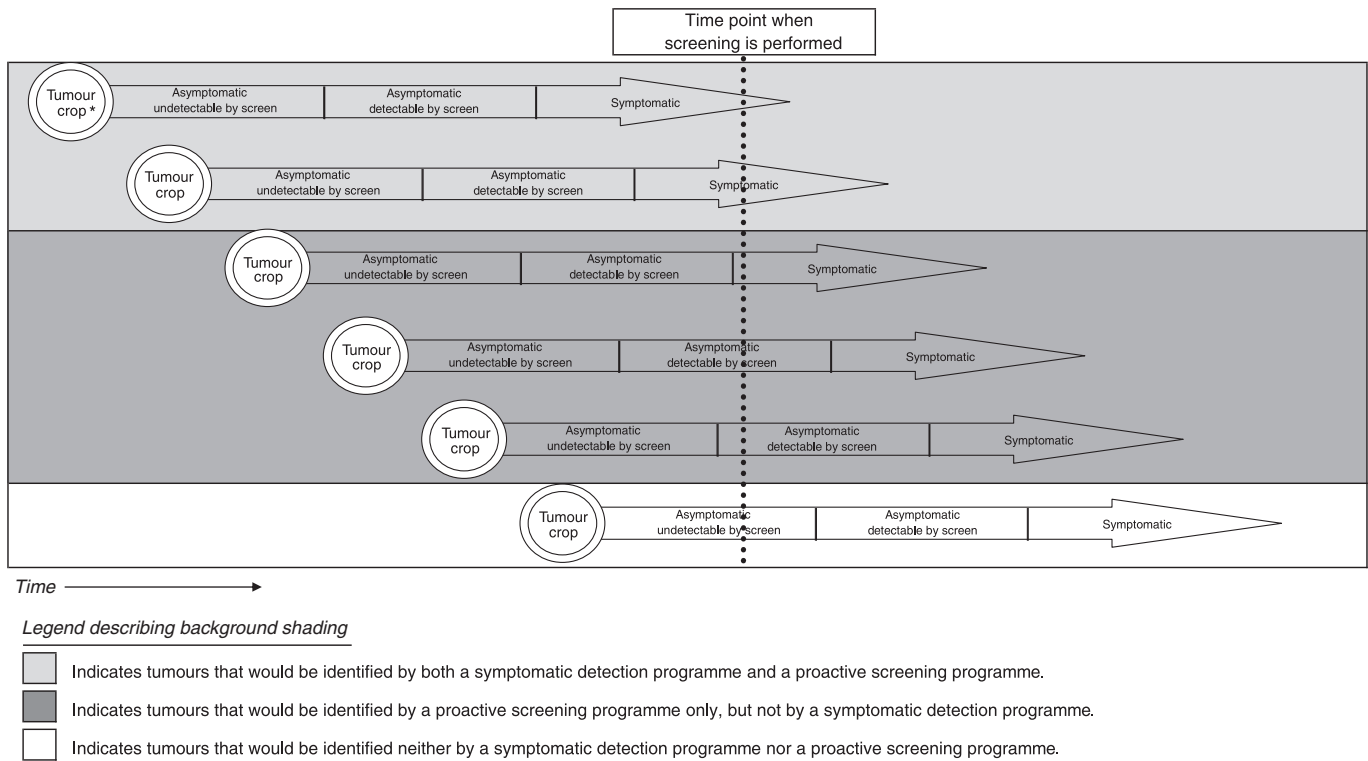 Time point when
screening is performed
Tumour
crop *
Asymptomatic
undetectable by screen
Asymptomatic
detectable by screen
Symptomatic
Tumour
crop
Asymptomatic
undetectable by screen
Asymptomatic
detectable by screen
Symptomatic
Tumour
crop
Asymptomatic
undetectable by screen
Asymptomatic
detectable by screen
Symptomatic
Tumour
crop
Asymptomatic
undetectable by screen
Asymptomatic
detectable by screen
Symptomatic
Tumour
crop
Asymptomatic
undetectable by screen
Asymptomatic
detectable by screen
Symptomatic
Tumour
crop
Asymptomatic
undetectable by screen
Asymptomatic
detectable by screen
Symptomatic
Time
Legend describing background shading
Indicates tumours that would be identified by both a symptomatic detection programme and a proactive screening programme.
Indicates tumours that would be identified by a proactive screening programme only, but not by a symptomatic detection programme.
Indicates tumours that would be identified neither by a symptomatic detection programme nor a proactive screening programme.